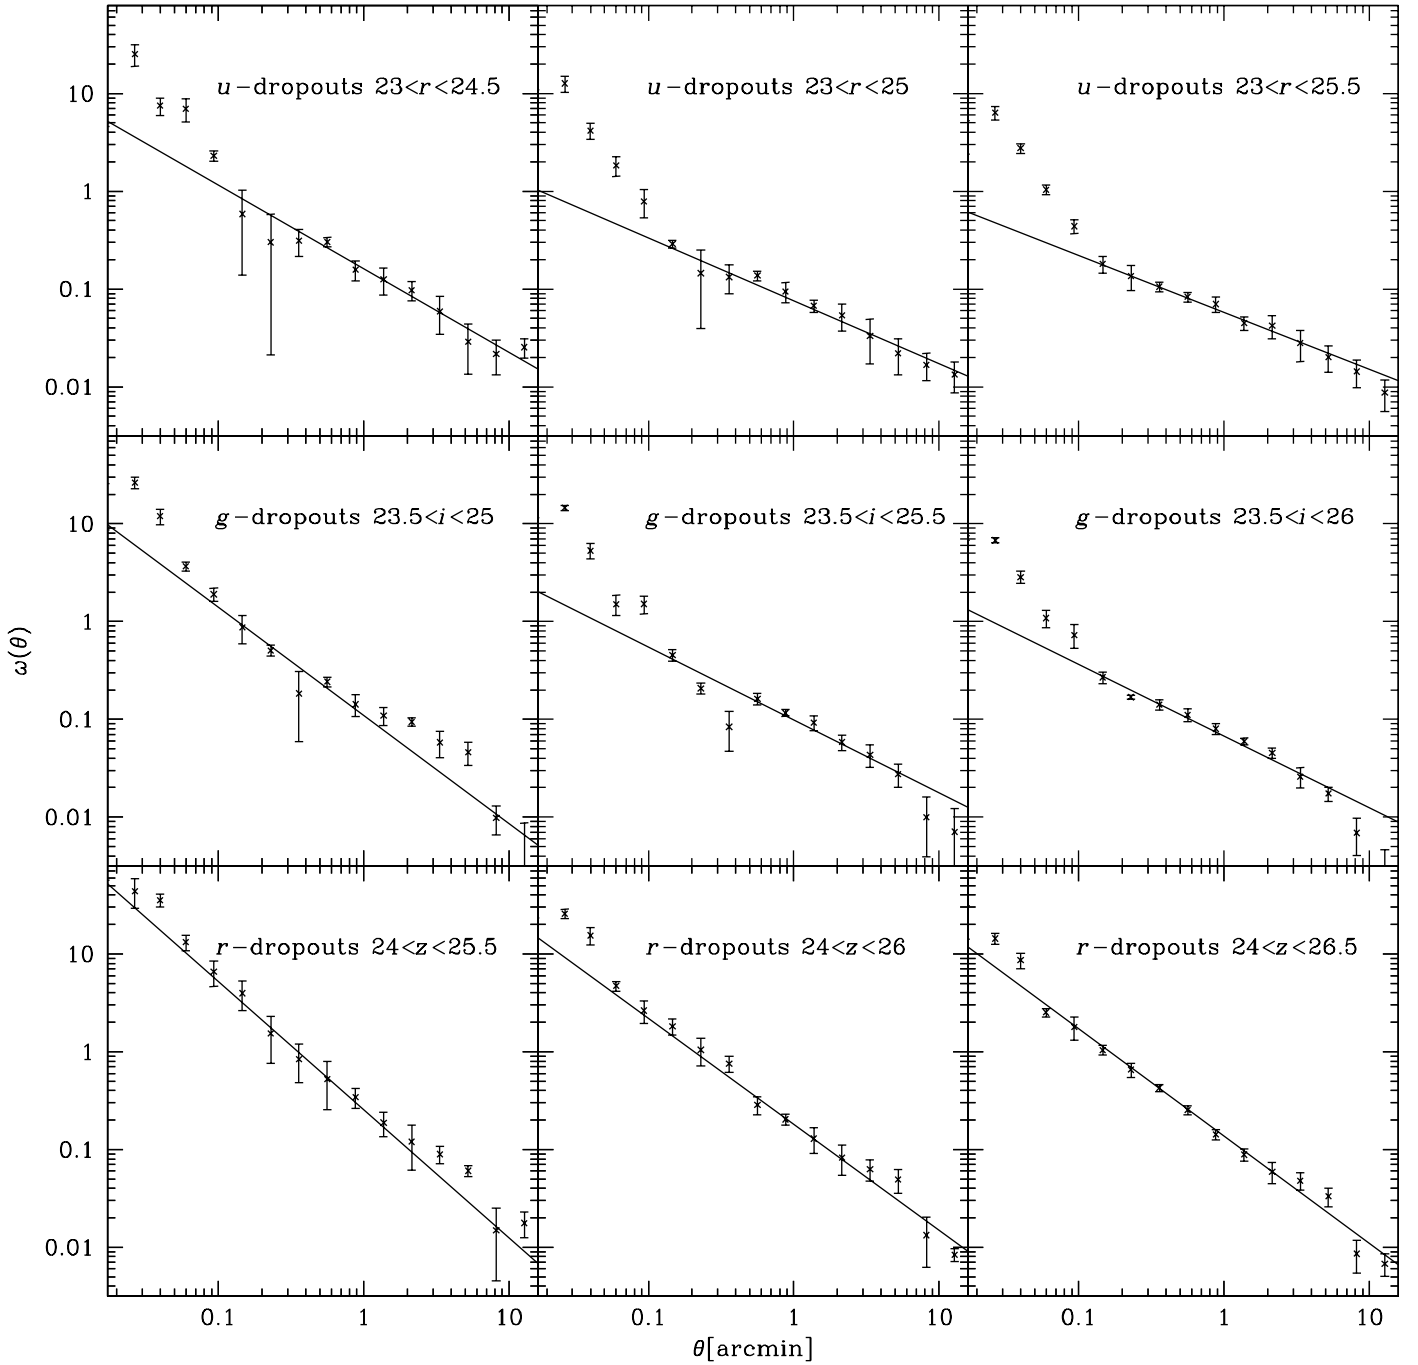 u-dropouts 23<r<24.5
u-dropouts 23<r<25
u-dropouts 23<r<25.5
10
1
0.1
0.01
g-dropouts 23.5<i<25
g-dropouts 23.5<i<25.5
g-dropouts 23.5<i<26
10
1
0.1
0.01
ω(θ)
r-dropouts 24<z<25.5
r-dropouts 24<z<26
r-dropouts 24<z<26.5
10
1
0.1
0.01
0.1 1 10 0.1 1 10 0.1 1 10
θ[arcmin]